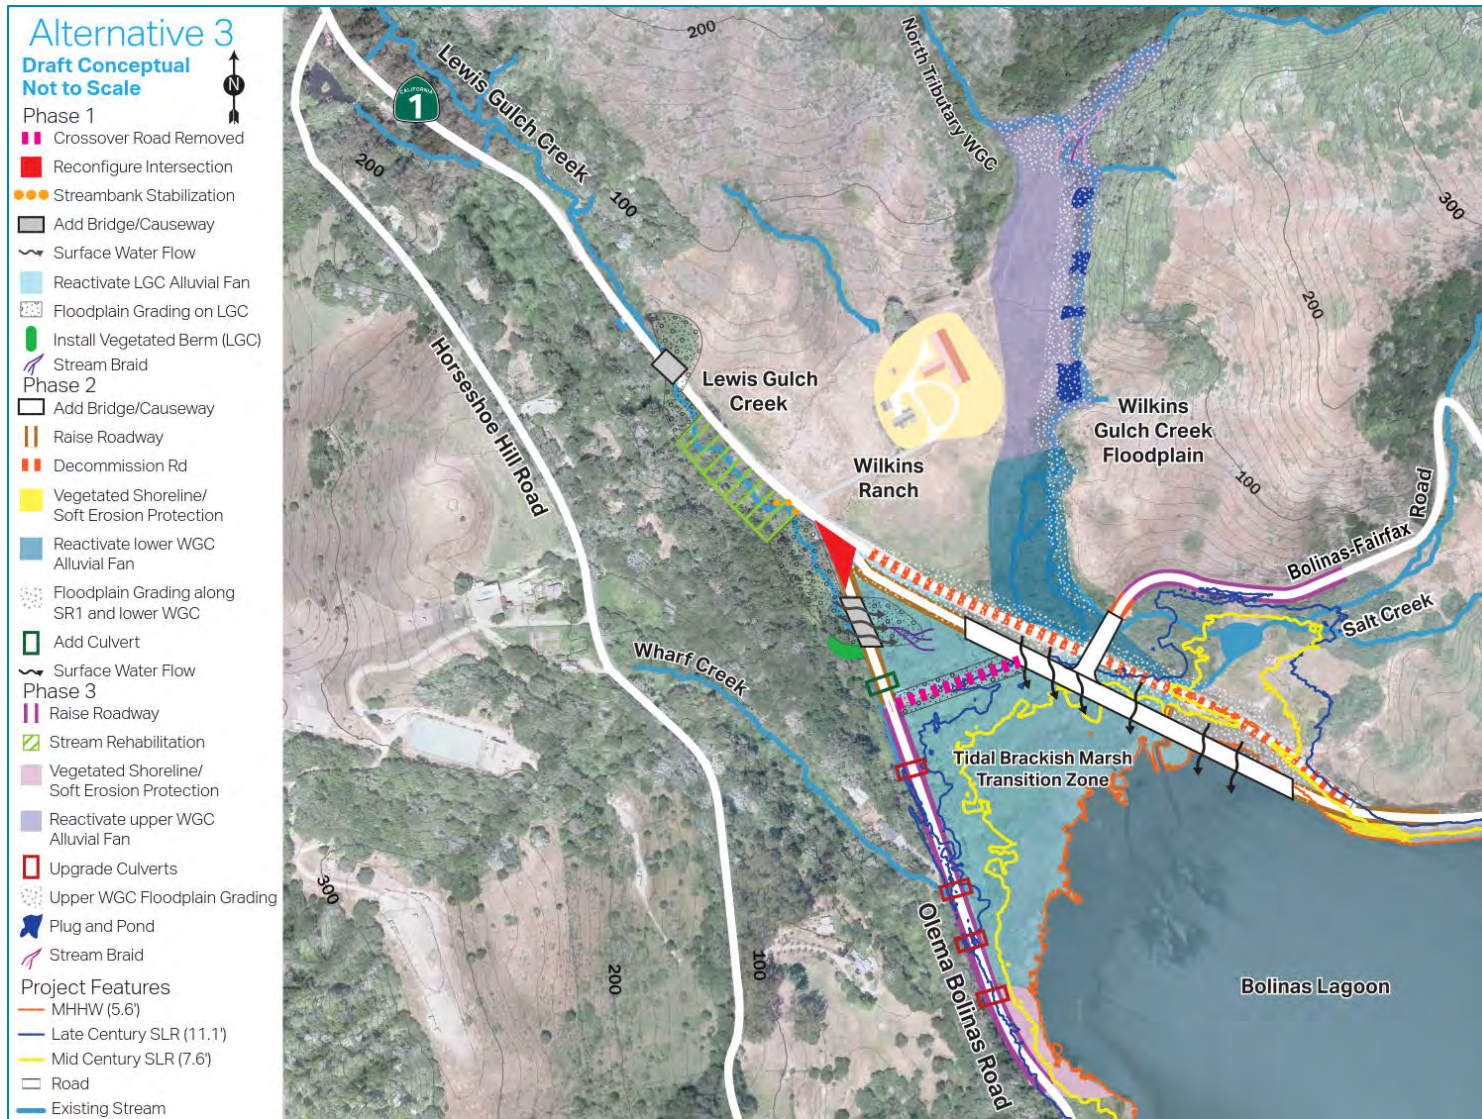 Alternative 3
Draft Conceptual
Not to Scale
N
Phase 1
Crossover Road Removed
Reconfigure Intersection
Streambank Stabilization
Add Bridge/Causeway
Surface Water Flow
Reactivate LGC Alluvial Fan
Floodplain Grading on LGC
Install Vegetated Berm (LGC)
Stream Braid
Phase 2
Add Bridge/Causeway
Raise Roadway
Decommission Rd
Vegetated Shoreline/
Soft Erosion Protection
Reactivate lower WGC
Alluvial Fan
Floodplain Grading along
SR1 and lower WGC
Add Culvert
Surface Water Flow
Phase 3
Raise Roadway
Stream Rehabilitation
Vegetated Shoreline/
Soft Erosion Protection
Reactivate upper WGC
Alluvial Fan
Upgrade Culverts
Upper WGC Floodplain Grading
Plug and Pond
Stream Braid
Project Features
MHHW (5.6')
Late Century SLR (11.1')
Mid Century SLR (7.6')
Road
Existing Stream
CALIFORNIA
1
Lewis Gulch Creek
200
North Tributary WGC
200
100
300
200
Horseshoe Hill Road
Lewis Gulch
Creek
Wilkins
Gulch Creek
Floodplain
Wilkins
Ranch
100
Bolinas-Fairfax Road
Salt Creek
Wharf Creek
Tidal Brackish Marsh
Transition Zone
300
200
100
Olema Bolinas Road
Bolinas Lagoon